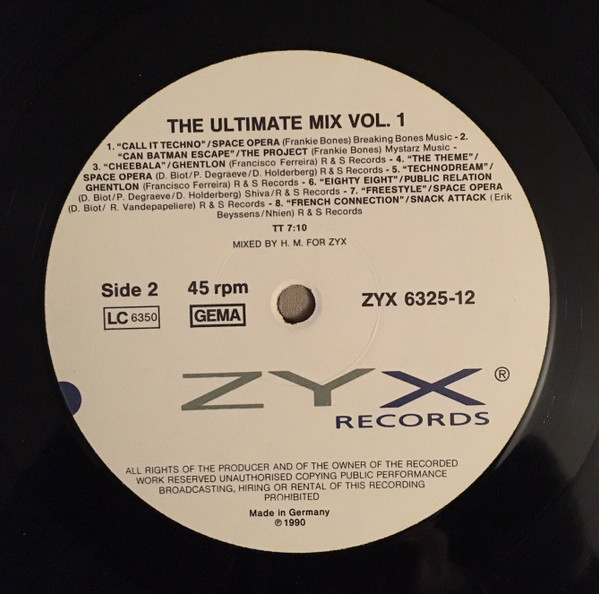 THE ULTIMATE MIX VOL. 1
1. "CALL IT TECHNO"/SPACE OPERA (Frankie Bones) Breaking Bones Music - 2.
"CAN BATMAN ESCAPE"/THE PROJECT (Frankie Bones) Mystarz Music -
3. "CHEEBALA"/GHENTLON (Francisco Ferreira) R & S Records - 4. "THE THEME"/
SPACE OPERA (D. Biot/P. Degraeve/D. Holderberg) R & S Records - 5. "TECHNODREAM"/
GHENTLON (Francisco Ferreira) R & S Records - 6. "EIGHTY EIGHT"/PUBLIC RELATION
(D. Biot/P. Degraeve/D. Holderberg) Shiva/R & S Records - 7. "FREESTYLE"/SPACE OPERA
(D. Biot/ R. Vandepapeliere) R & S Records - 8. "FRENCH CONNECTION"/SNACK ATTACK (Erik
Beyssens/Nhien) R & S Records
TT 7:10
MIXED BY H. M. FOR ZYX
Side 2 45 rpm ZYX 6325-12
LC 6350 GEMA
ZYX ®
RECORDS
ALL RIGHTS OF THE PRODUCER AND OF THE OWNER OF THE RECORDED
WORK RESERVED UNAUTHORISED COPYING PUBLIC PERFORMANCE
BROADCASTING, HIRING OR RENTAL OF THIS RECORDING
PROHIBITED
Made in Germany
℗ 1990